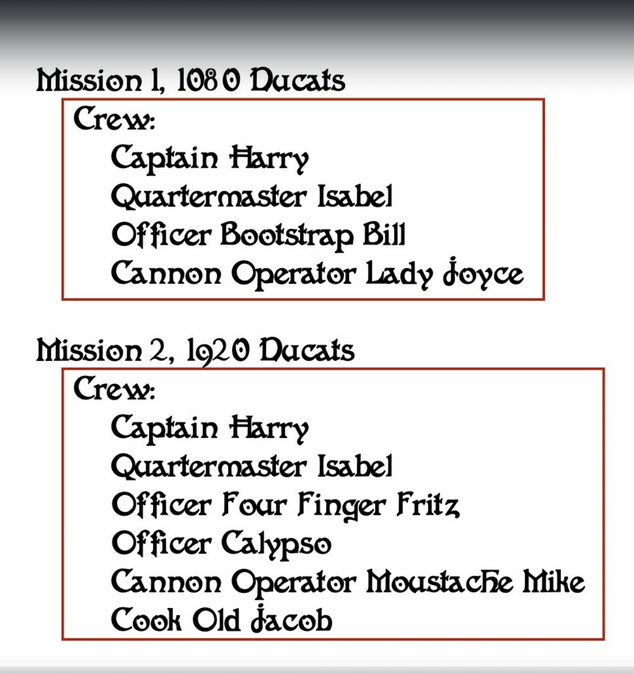 Mission 1, 1080 Ducats
Crew:
Captain Harry
Quartermaster Isabel
Officer Bootstrap Bill
Cannon Operator Lady Joyce
Mission 2, 1920 Ducats
Crew:
Captain Harry
Quartermaster Isabel
Officer Four Finger Fritz
Officer Calypso
Cannon Operator Moustache Mike
Cook Old Jacob